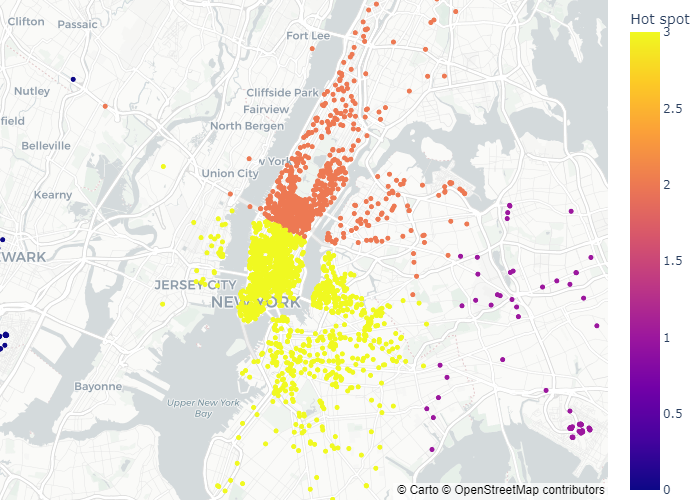 Clifton
Passaic
Fort Lee
Hot spot
3
Nutley
Cliffside Park
Fairview
2.5
field
North Bergen
Belleville
w York
Union City
2
Kearny
WARK
1.5
JERSEY CITY
NEW YORK
1
Bayonne
Upper New York
Bay
0.5
0
© Carto © OpenStreetMap contributors